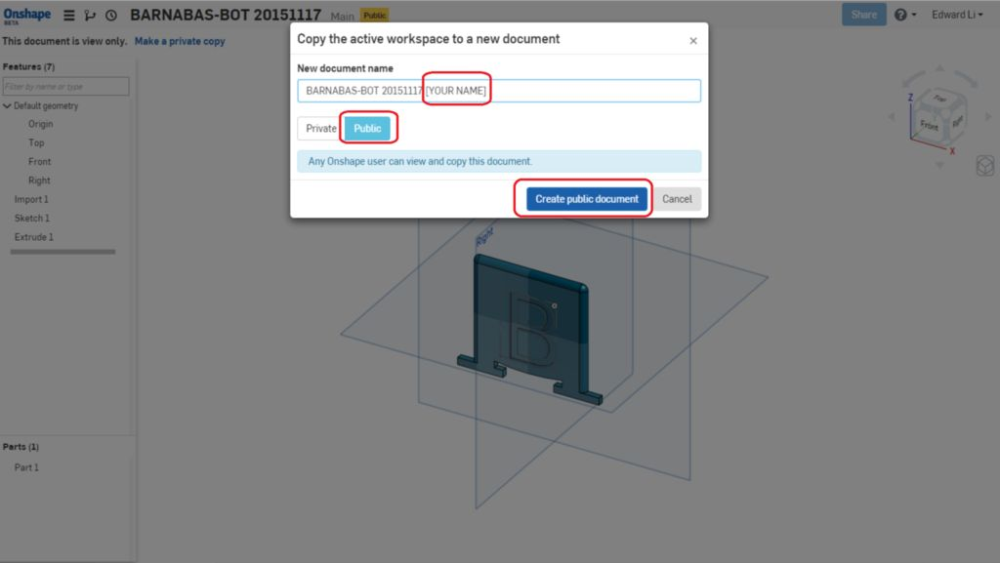 Onshape
BETA
BARNABAS-BOT 20151117 Main Public
Share
Edward Li
This document is view only. Make a private copy
Copy the active workspace to a new document
×
New document name
BARNABAS-BOT 20151117 [YOUR NAME]
Private Public
Any Onshape user can view and copy this document.
Create public document Cancel
Features (7)
Filter by name or type
Default geometry
Origin
Top
Front
Right
Import 1
Sketch 1
Extrude 1
Z
Top
Front
Right
X
Right
B
Parts (1)
Part 1